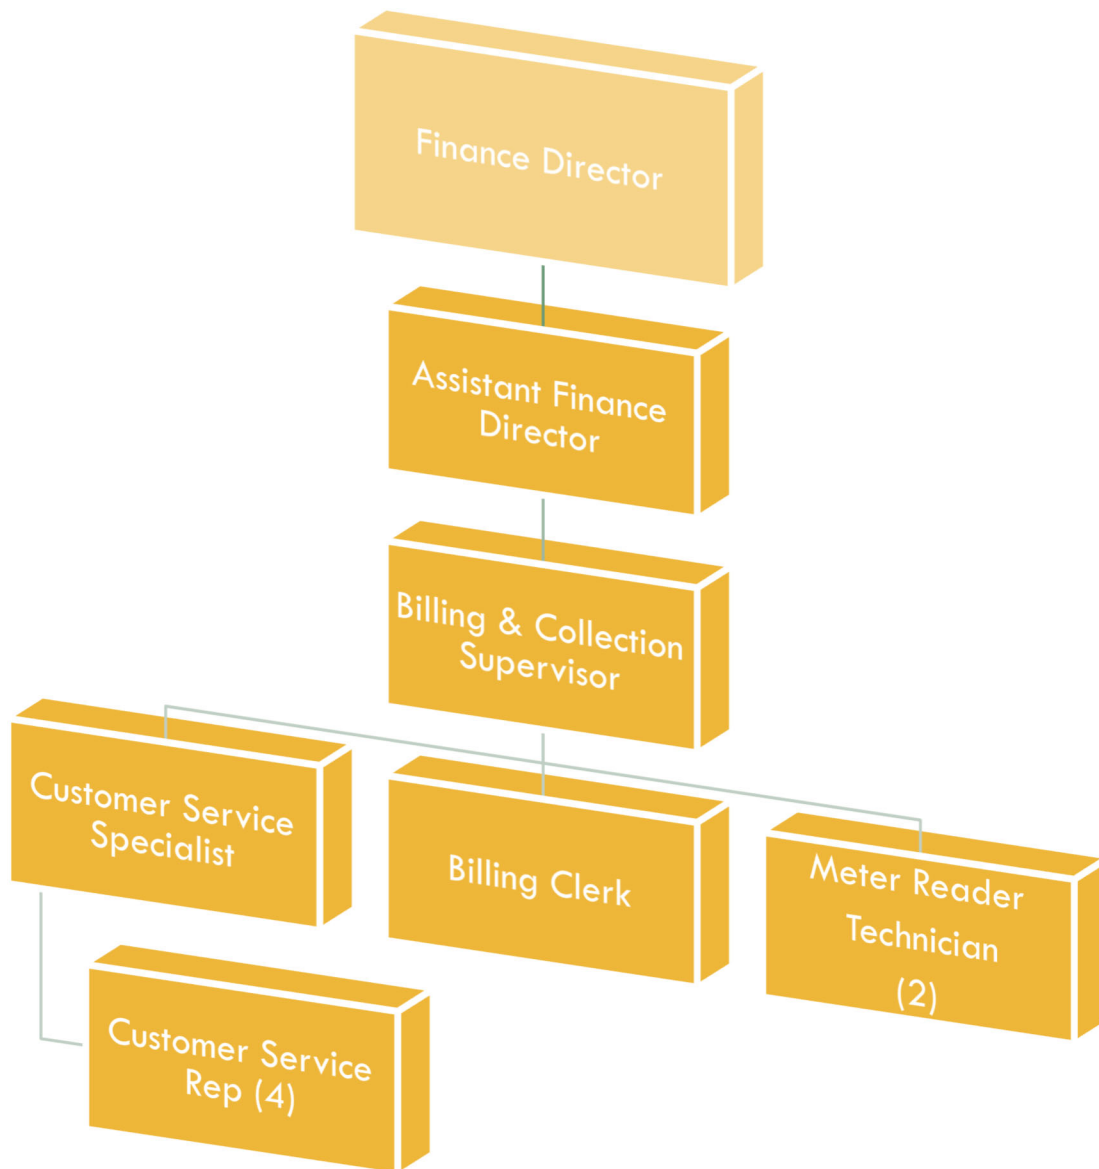 Finance Director
Assistant Finance
Director
Billing & Collection
Supervisor
Customer Service
Specialist
Billing Clerk
Meter Reader
Technician
(2)
Customer Service
Rep (4)